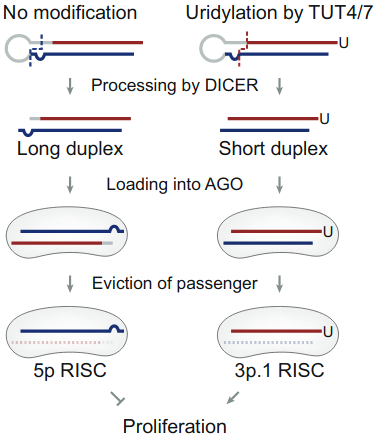 No modification
Uridylation by TUT4/7
U
Processing by DICER
U
Long duplex
Short duplex
Loading into AGO
U
Eviction of passenger
U
5p RISC
3p.1 RISC
Proliferation